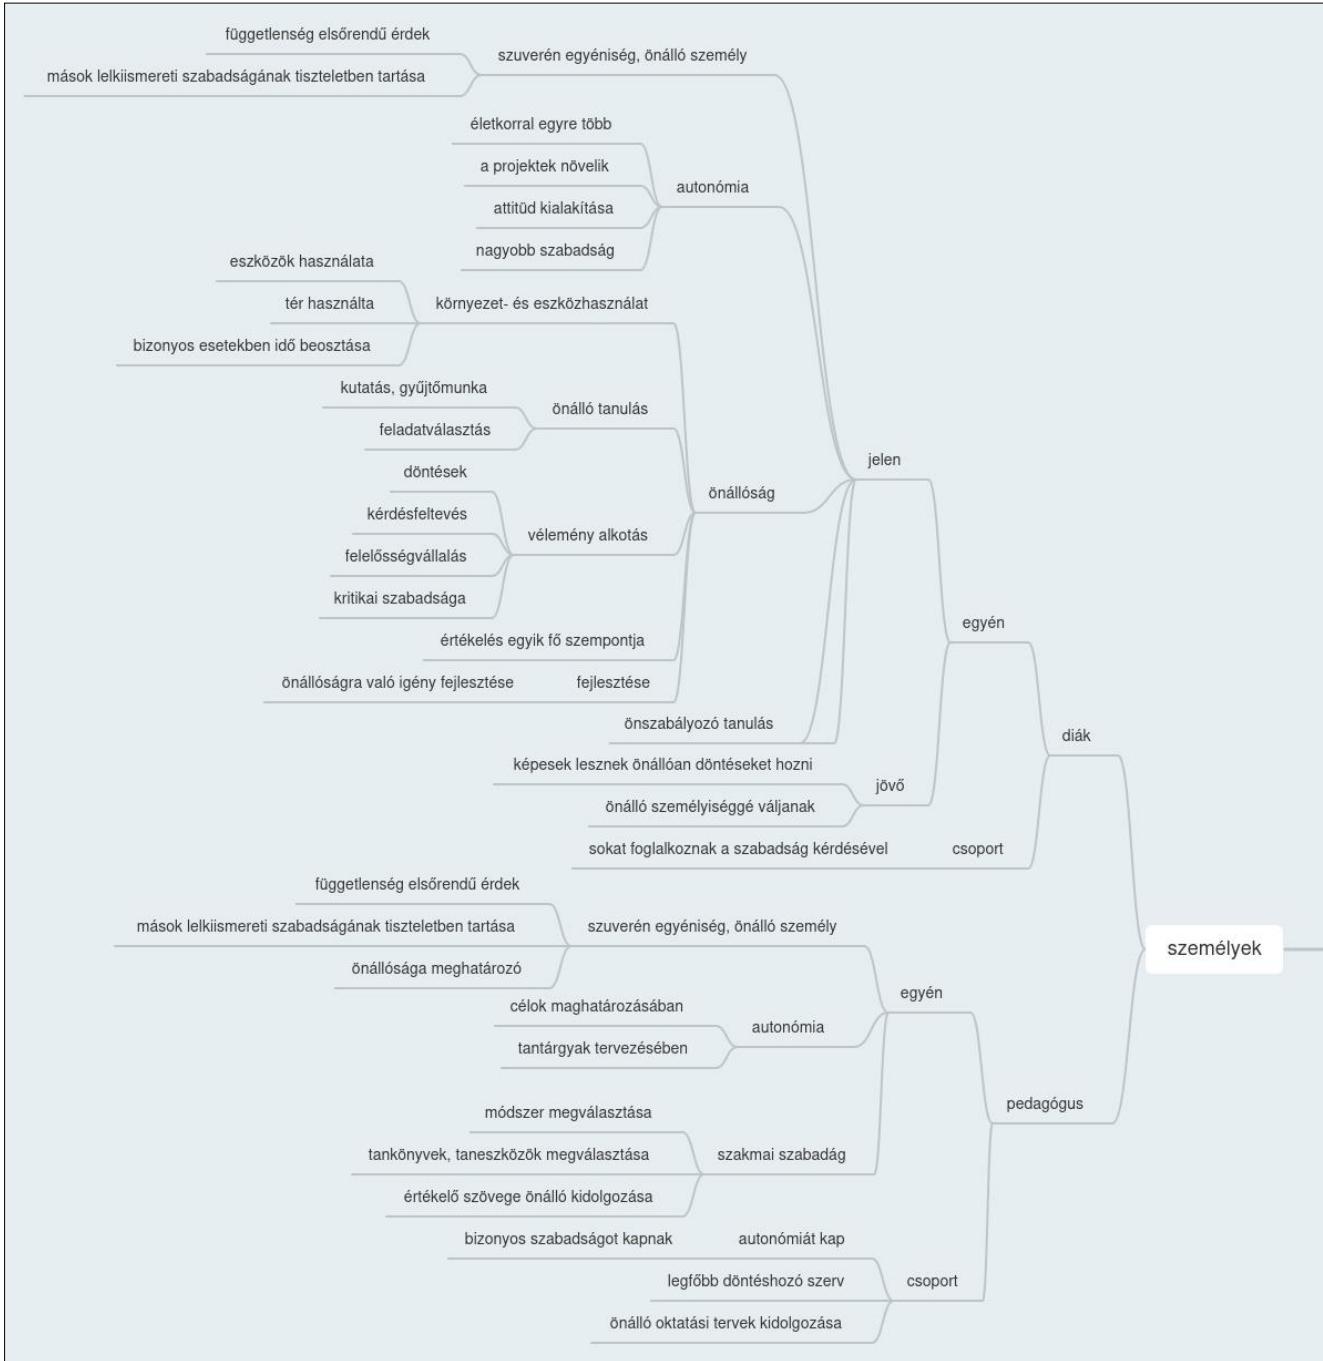 függetlenség elsőrendű érdek
szuverén egyéniség, önálló személy
mások lelkiismereti szabadságának tiszteletben tartása
életkorral egyre több
a projektek növelik
autonómia
attitüd kialakítása
nagyobb szabadság
eszközök használata
tér használta
környezet- és eszközhasználat
bizonyos esetekben idő beosztása
kutatás, gyűjtőmunka
önálló tanulás
feladatválasztás
jelen
döntések
önállóság
kérdésfeltevés
vélemény alkotás
felelősségvállalás
kritikai szabadsága
egyén
értékelés egyik fő szempontja
önállóságra való igény fejlesztése
fejlesztése
önszabályozó tanulás
diák
képesek lesznek önállóan döntéseket hozni
jövő
önálló személyiséggé váljanak
sokat foglalkoznak a szabadság kérdésével
csoport
függetlenség elsőrendű érdek
mások lelkiismereti szabadságának tiszteletben tartása
szuverén egyéniség, önálló személy
személyek
önállósága meghatározó
egyén
célok maghatározásában
autonómia
tantárgyak tervezésében
pedagógus
módszer megválasztása
tankönyvek, taneszközök megválasztása
szakmai szabadág
értékelő szövege önálló kidolgozása
bizonyos szabadságot kapnak
autonómiát kap
legfőbb döntéshozó szerv
csoport
önálló oktatási tervek kidolgozása